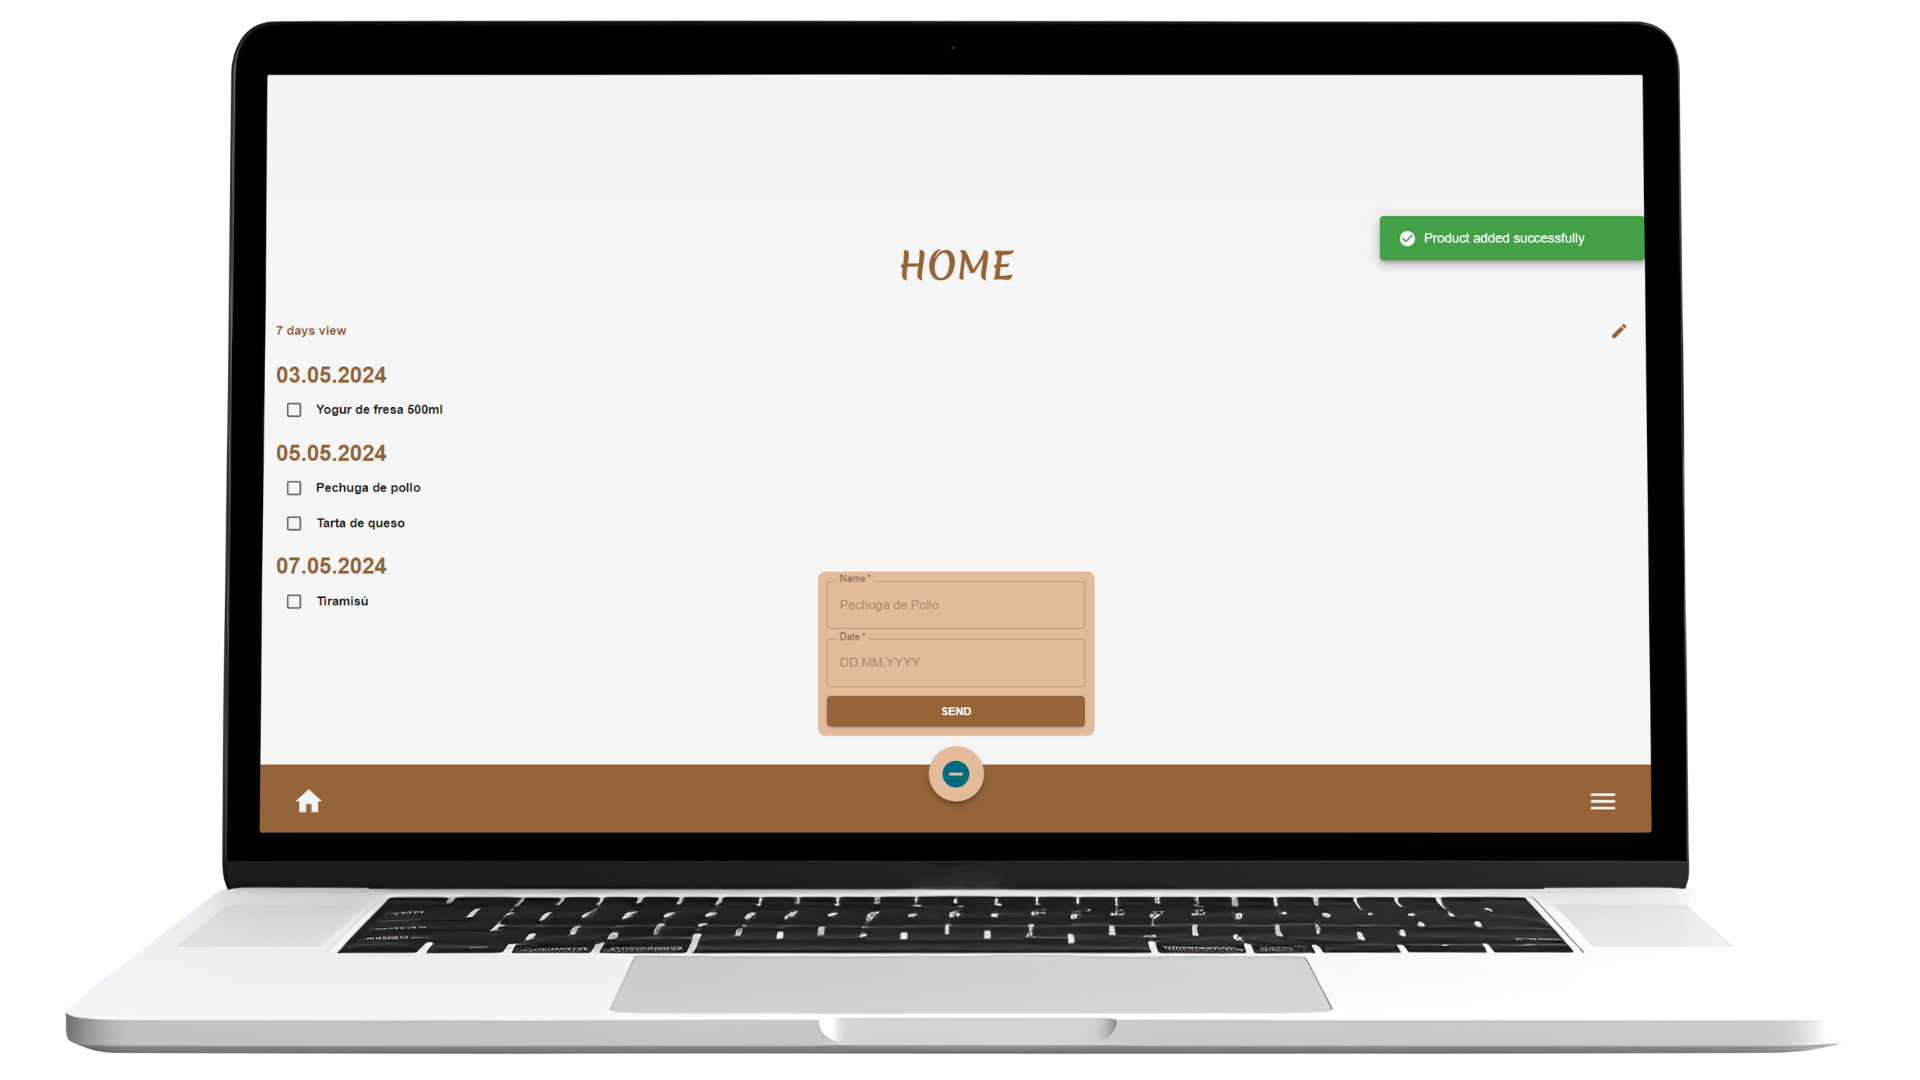 Product added successfully
HOME
7 days view
03.05.2024
Yogur de fresa 500ml
05.05.2024
Pechuga de pollo
Tarta de queso
07.05.2024
Tiramisú
Name *
Pechuga de Pollo
Date *
DD.MM.YYYY
SEND